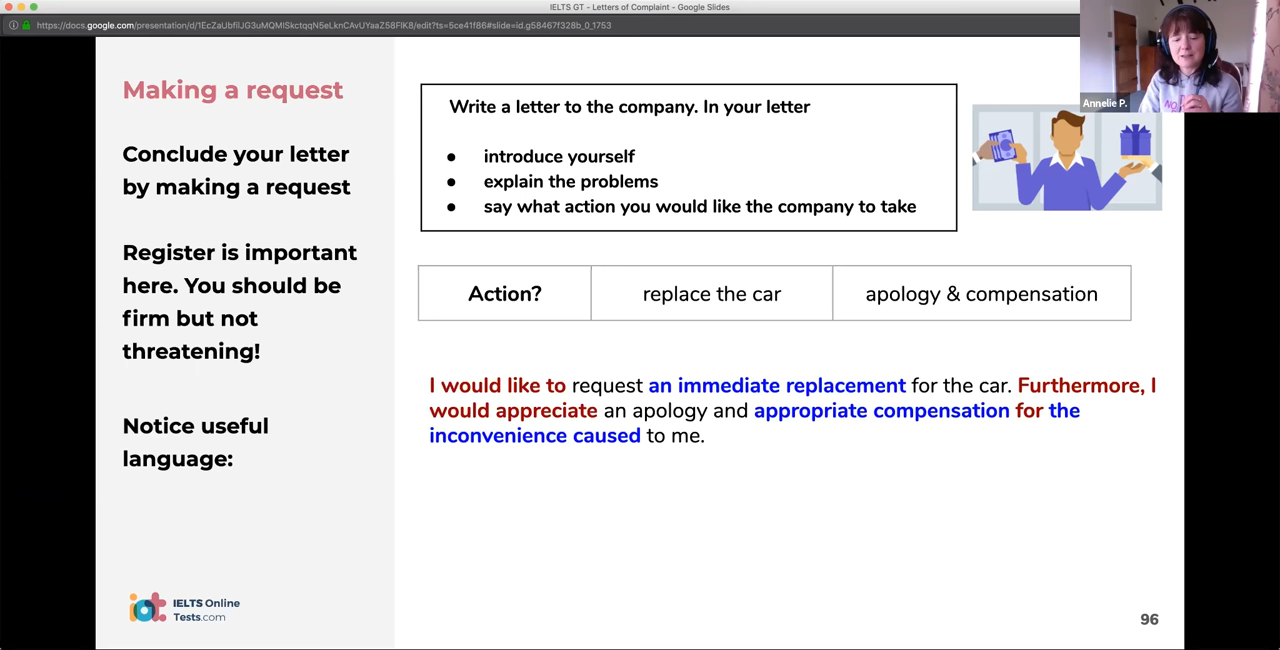 IELTS GT - Letters of Complaint - Google Slides
Making a request
Conclude your letter
by making a request
Register is important
here. You should be
firm but not
threatening!
Notice useful
language:
IELTS Online
Tests.com
Write a letter to the company. In your letter
● introduce yourself
● explain the problems
● say what action you would like the company to take
Action? replace the car apology & compensation
I would like to request an immediate replacement for the car. Furthermore, I
would appreciate an apology and appropriate compensation for the
inconvenience caused to me.
96
Annelie P.